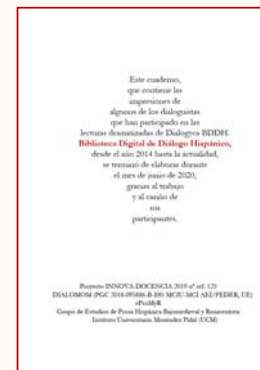 Este cuaderno,
que contiene las
impresiones de
algunos de los dialoguistas
que han participado en las
lecturas dramatizadas de Dialogyca BDDH.
Biblioteca Digital de Diálogo Hispánico,
desde el año 2014 hasta la actualidad,
se terminó de elaborar durante
el mes de junio de 2020,
gracias al trabajo
y al cariño de
sus
participantes.
Proyecto INNOVA-DOCENCIA 2019 nº ref. 125
DIALOMOM (PGC 2018-095886-B-I00: MCIU-MCI AEI/FEDER, UE)
Grupo de Estudios de Prosa Hispánica Bajomedieval y Renacentista
Instituto Universitario Menéndez Pidal (UCM)